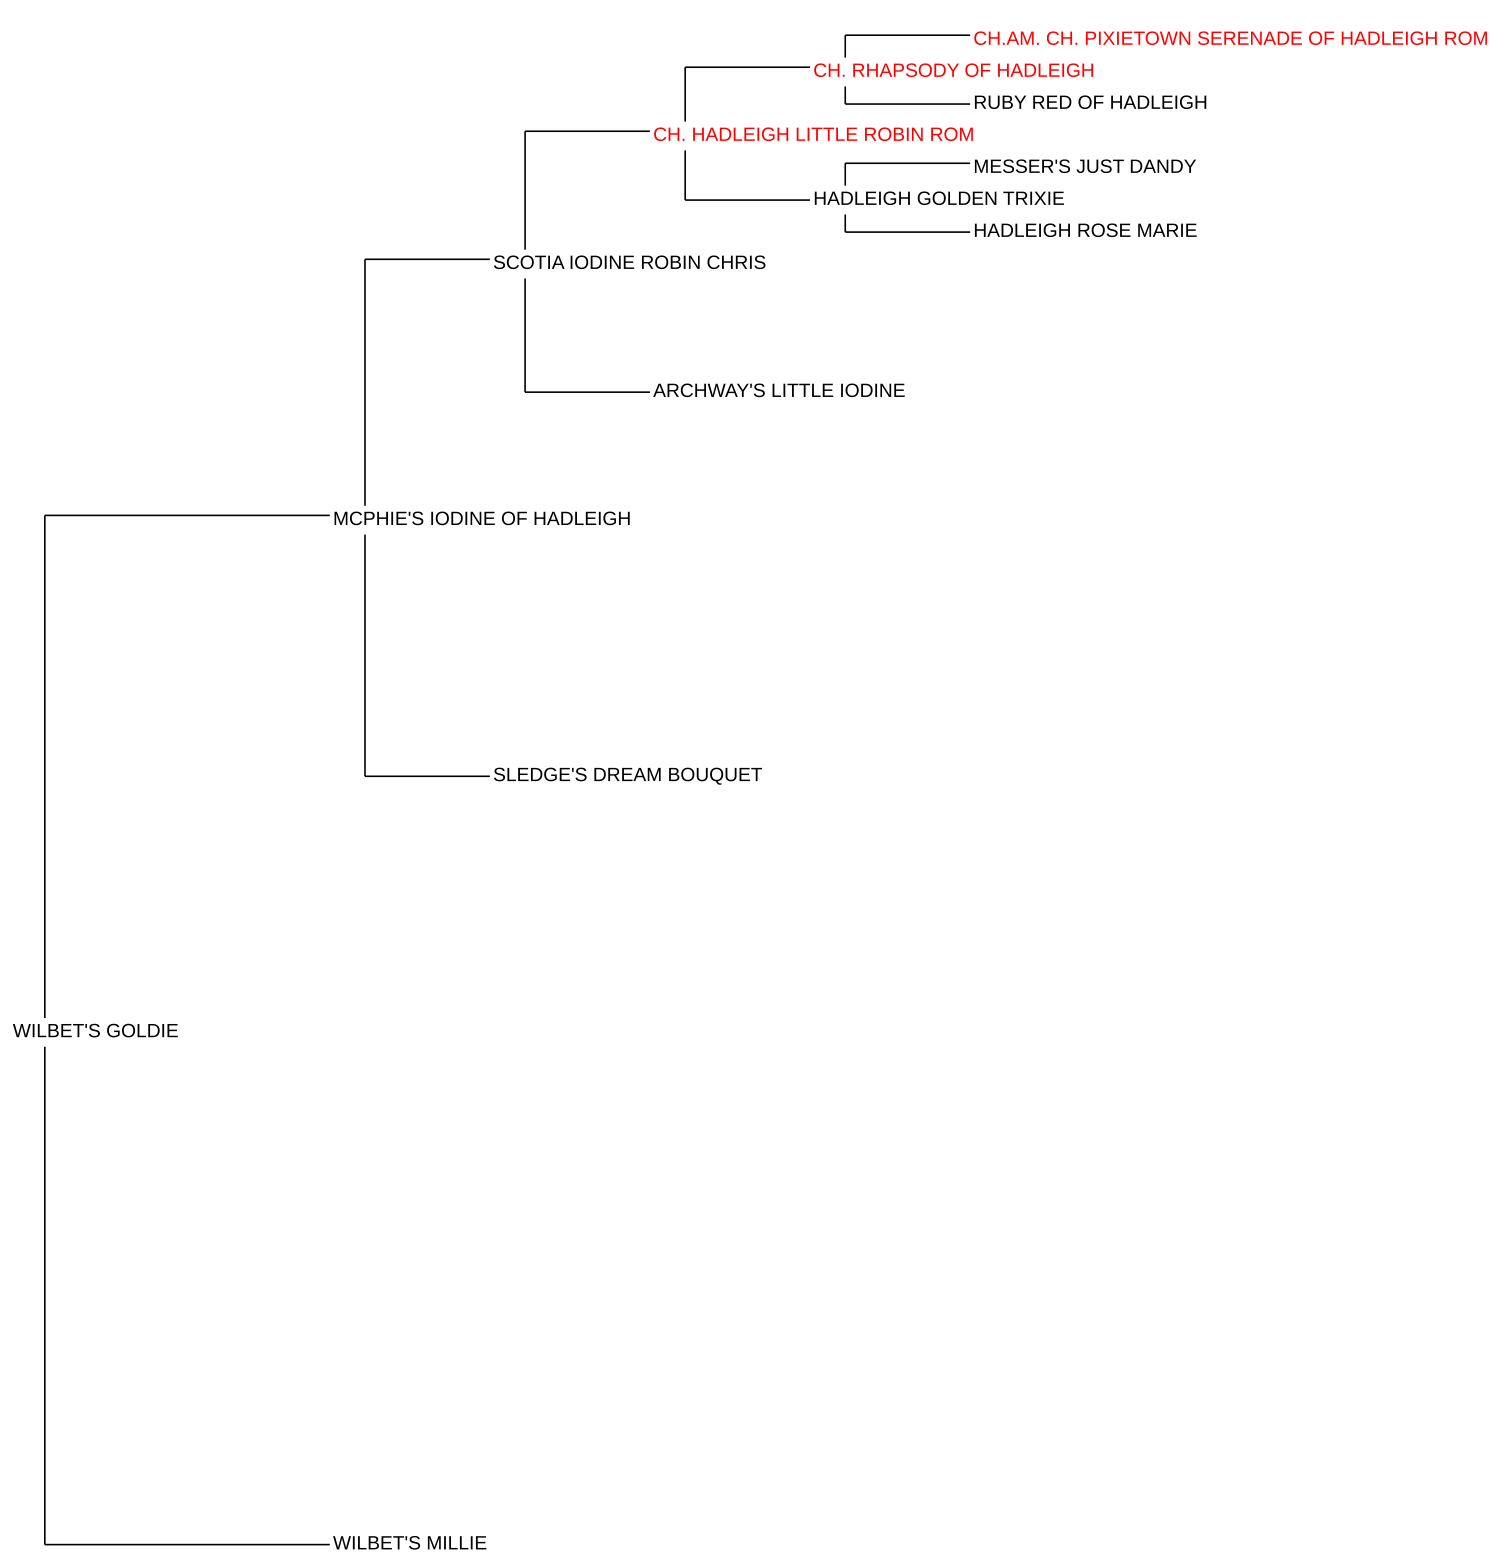 CH.AM. CH. PIXIETOWN SERENADE OF HADLEIGH ROM
CH. RHAPSODY OF HADLEIGH
RUBY RED OF HADLEIGH
CH. HADLEIGH LITTLE ROBIN ROM
MESSER'S JUST DANDY
HADLEIGH GOLDEN TRIXIE
HADLEIGH ROSE MARIE
SCOTIA IODINE ROBIN CHRIS
ARCHWAY'S LITTLE IODINE
MCPHIE'S IODINE OF HADLEIGH
SLEDGE'S DREAM BOUQUET
WILBET'S GOLDIE
WILBET'S MILLIE